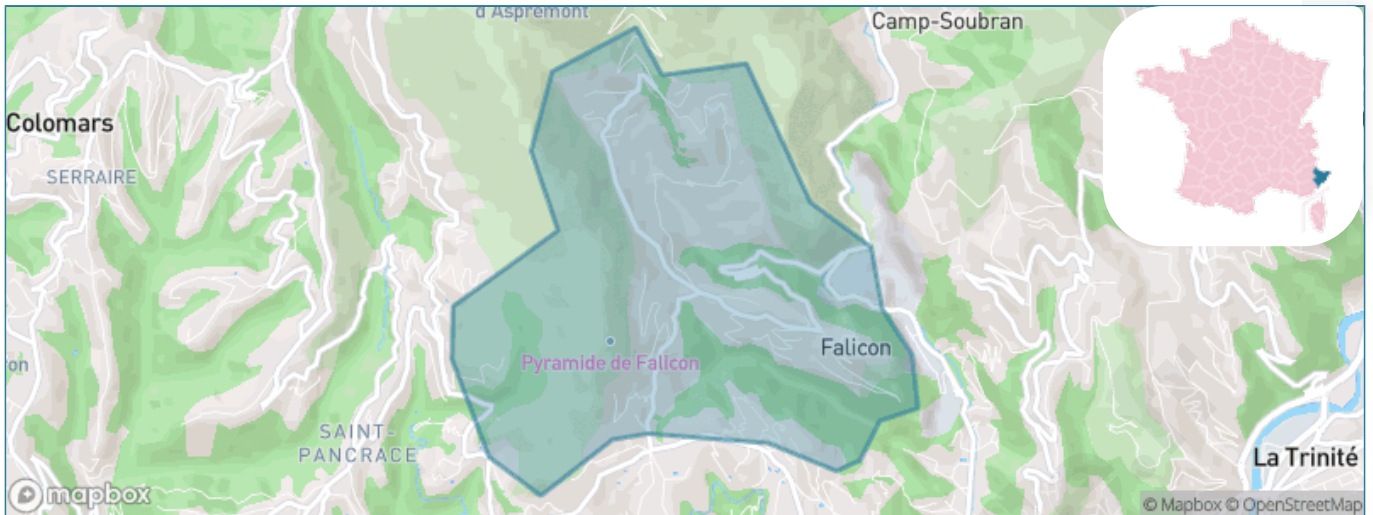 d'Aspremont
Camp-Soubran
Colomars
SERRAIRE
Falicon
Pyramide de Falicon
SAINT-
PANCRACE
La Trinité
mapbox
© Mapbox © OpenStreetMap